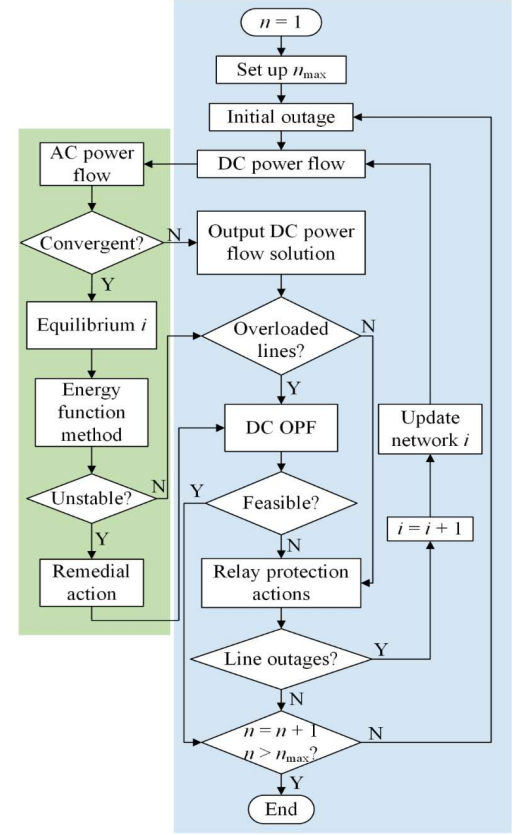 n = 1
Set up nmax
Initial outage
AC power
flow
DC power flow
Convergent?
N
Output DC power
flow solution
Y
Equilibrium i
Overloaded
lines?
N
Y
Energy
function
method
DC OPF
Update
network i
Unstable?
N
Y
Feasible?
i = i + 1
Y
N
Remedial
action
Relay protection
actions
Line outages?
Y
N
n = n + 1
n > nmax?
N
Y
End